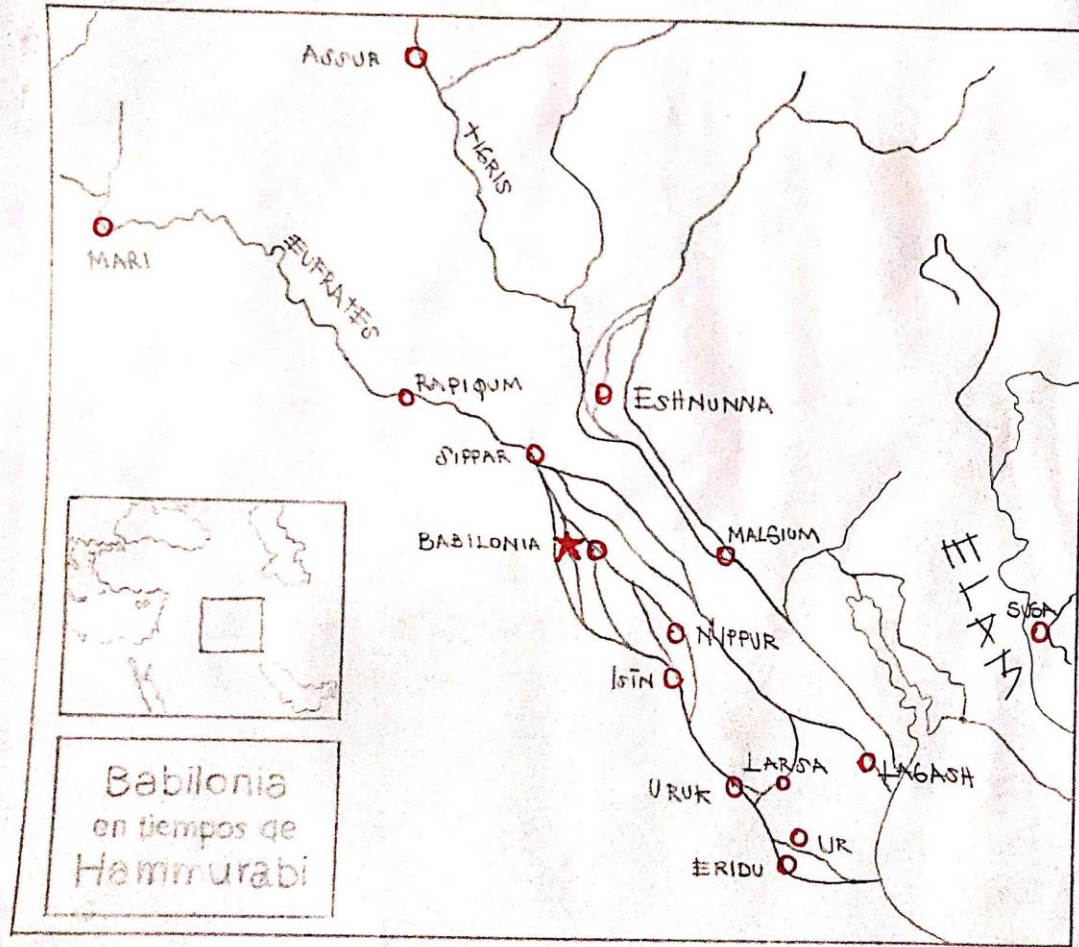 ASSUR
TIGRIS
MARI
EUFRATES
RAPIQUM
ESHNUNNA
SIPPAR
BABILONIA
MALGIUM
ELAM
SUSA
NIPPUR
ISĪN
LARSA
LAGASH
URUK
UR
ERIDU
Babilonia
en tiempos de
Hammurabi